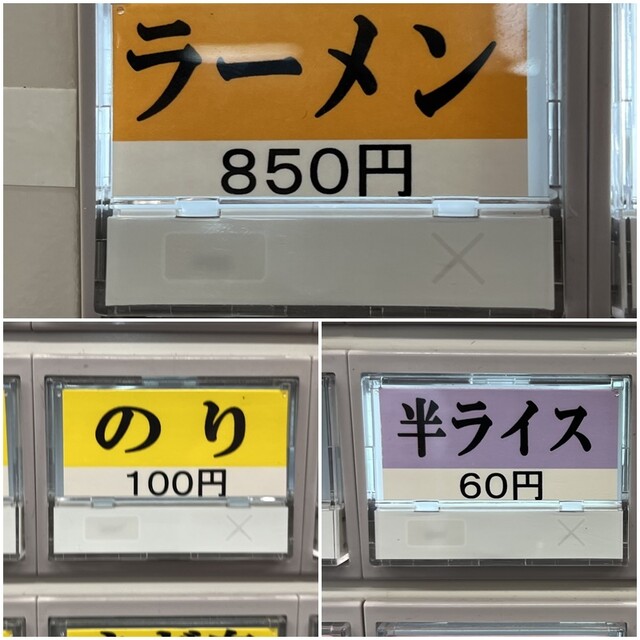 ラーメン
850円
のり
100円
半ライス
60円